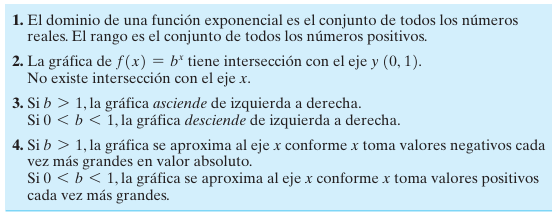 1. El dominio de una función exponencial es el conjunto de todos los números
reales. El rango es el conjunto de todos los números positivos.
2. La gráfica de f(x) = bˣ tiene intersección con el eje y (0, 1).
No existe intersección con el eje x.
3. Si b > 1, la gráfica asciende de izquierda a derecha.
Si 0 < b < 1, la gráfica desciende de izquierda a derecha.
4. Si b > 1, la gráfica se aproxima al eje x conforme x toma valores negativos cada
vez más grandes en valor absoluto.
Si 0 < b < 1, la gráfica se aproxima al eje x conforme x toma valores positivos
cada vez más grandes.